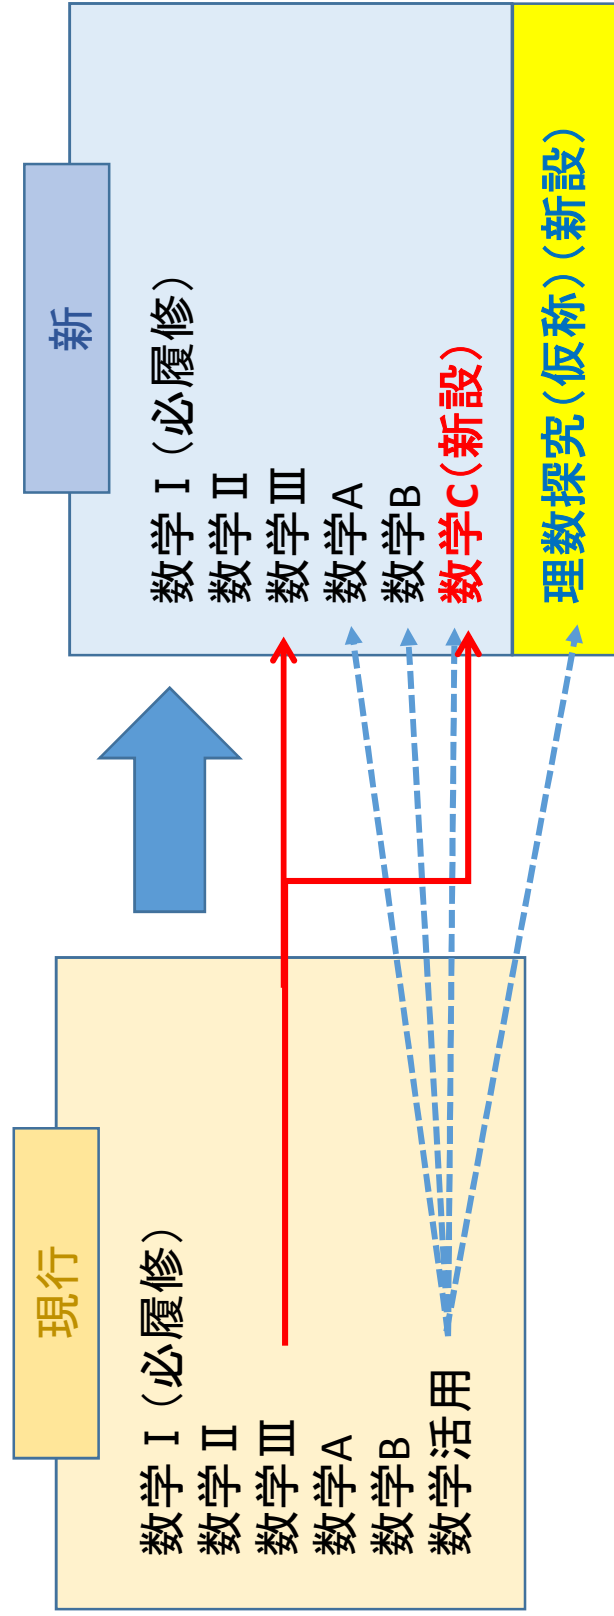 現行
数学Ⅰ（必履修）
数学Ⅱ
数学Ⅲ
数学A
数学B
数学活用
新
数学Ⅰ（必履修）
数学Ⅱ
数学Ⅲ
数学A
数学B
数学C（新設）
理数探究（仮称）（新設）